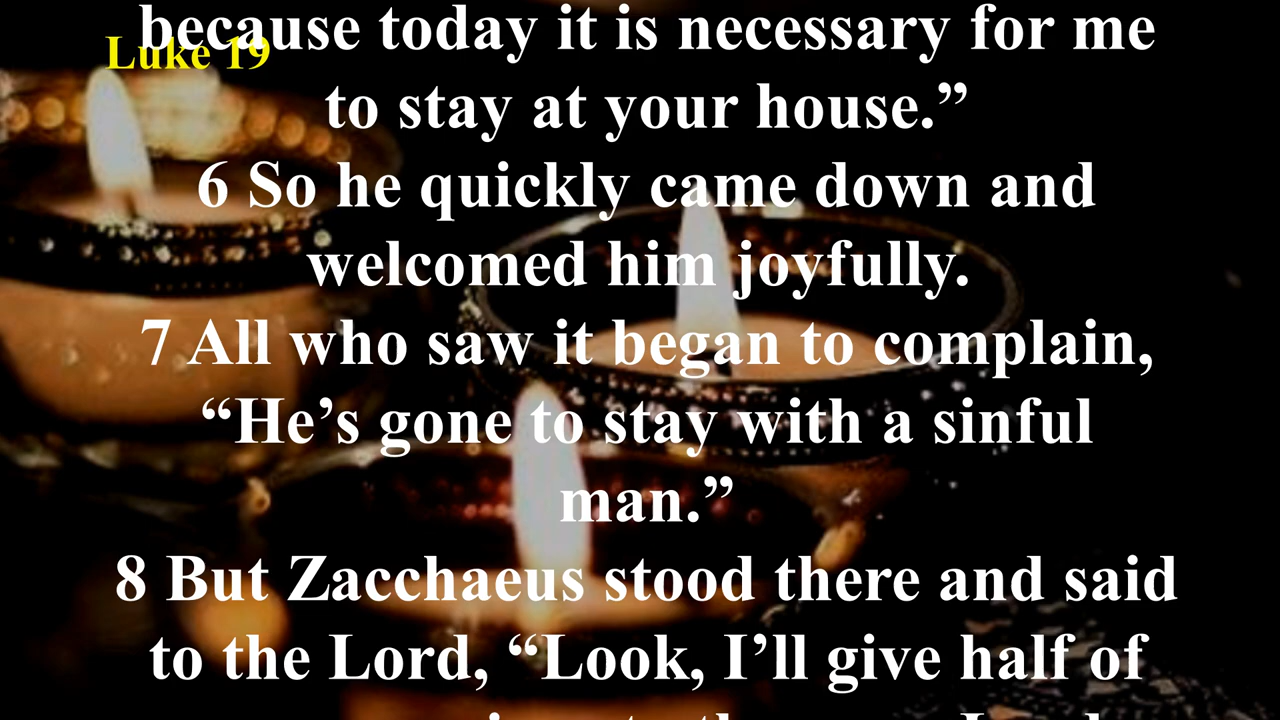 because today it is necessary for me
Luke 19
to stay at your house.”
6 So he quickly came down and
welcomed him joyfully.
7 All who saw it began to complain,
“He’s gone to stay with a sinful
man.”
8 But Zacchaeus stood there and said
to the Lord, “Look, I’ll give half of